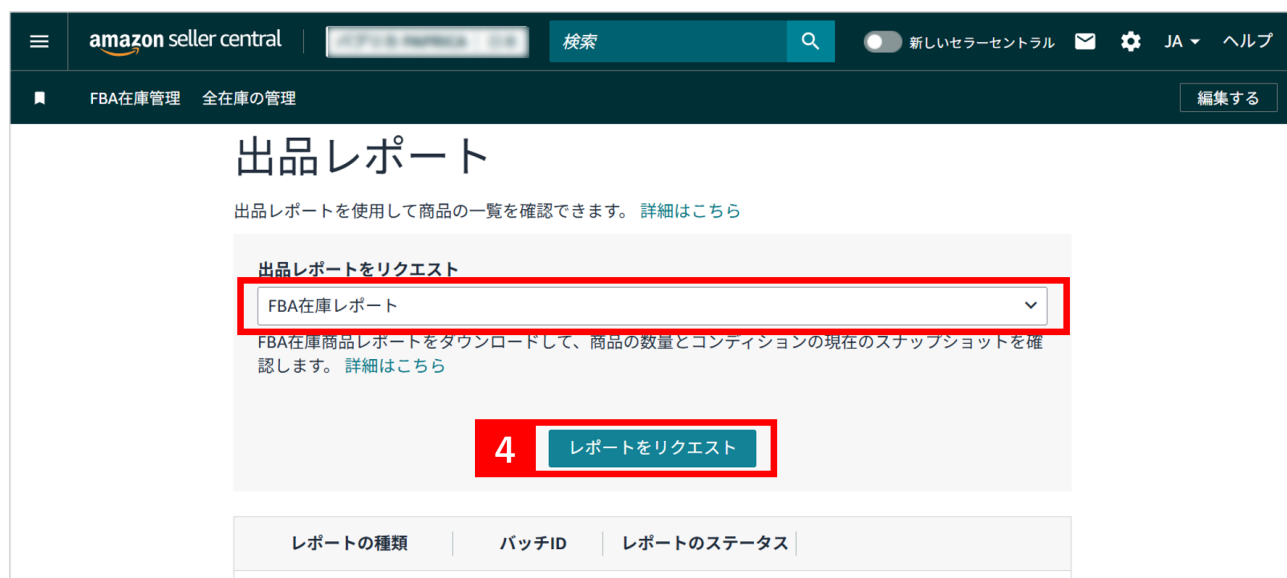 amazon seller central
検索
新しいセラーセントラル
JA
ヘルプ
FBA在庫管理 全在庫の管理
編集する
出品レポート
出品レポートを使用して商品の一覧を確認できます。 詳細はこちら
出品レポートをリクエスト
FBA在庫レポート
FBA在庫商品レポートをダウンロードして、商品の数量とコンディションの現在のスナップショットを確
認します。 詳細はこちら
4 レポートをリクエスト
レポートの種類 バッチID レポートのステータス